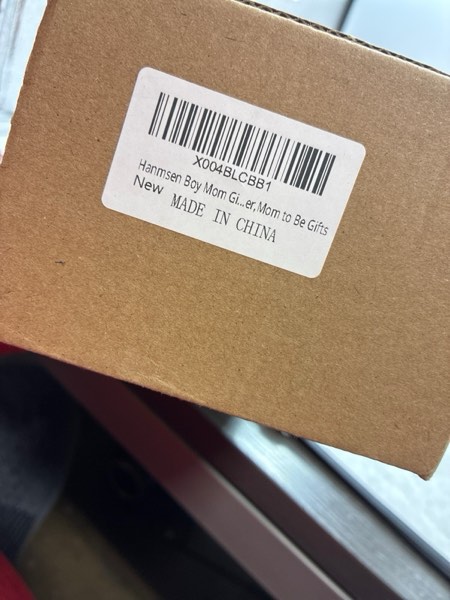 X004BLCBB1
Hanmsen Boy Mom Gi...er,Mom to Be Gifts
New
MADE IN CHINA